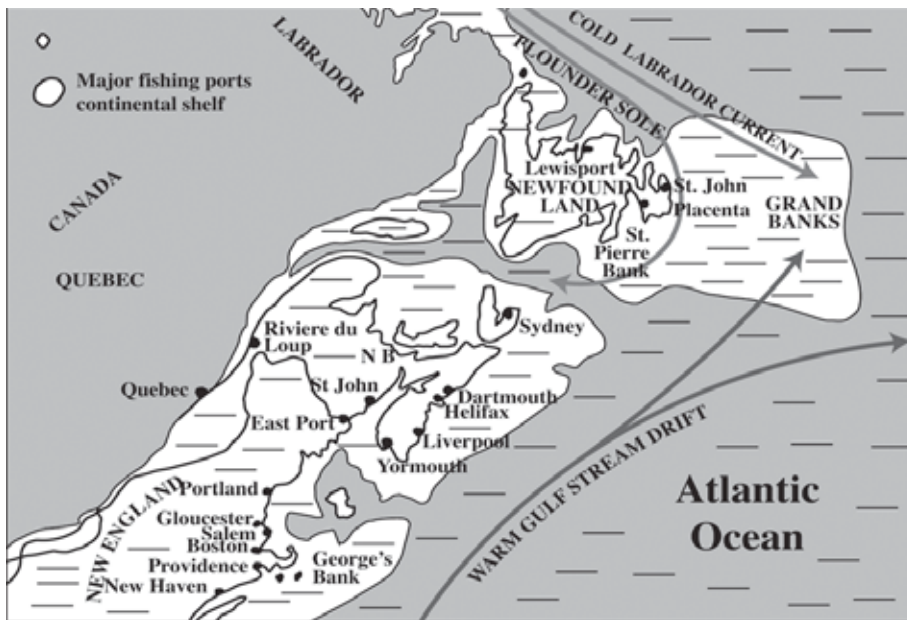 Major fishing ports
continental shelf
LABRADOR
COLD LABRADOR CURRENT
FLOUNDER SOLE
CANADA
QUEBEC
Lewisport
NEWFOUND
LAND
St. John
Placenta
GRAND
BANKS
St.
Pierre
Bank
Sydney
Riviere du
Loup
N B
Quebec
St John
East Port
Dartmouth
Helifax
Liverpool
Yormouth
Portland
NEW ENGLAND
Gloucester
Salem
Boston
Providence
New Haven
George's
Bank
WARM GULF STREAM DRIFT
Atlantic
Ocean